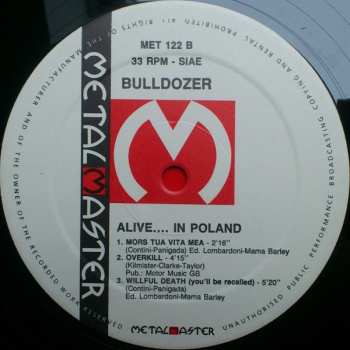 MET 122 B
33 RPM - SIAE
BULLDOZER
METALMASTER
ALIVE.... IN POLAND
1. MORS TUA VITA MEA - 2'16"
(Contini-Panigada) Ed. Lombardoni-Mama Barley
2. OVERKILL - 4'15"
(Kilmister-Clarke-Taylor)
Pub.: Motor Music GB
3. WILLFUL DEATH (you'll be recalled) - 5'20"
(Contini-Panigada)
Ed. Lombardoni-Mama Barley
METALMASTER
ALL RIGHTS OF THE MANUFACTURER AND OF THE OWNER OF THE RECORDED WORK RESERVED
UNAUTHORISED PUBLIC PERFORMANCE BROADCASTING COPYING AND RENTAL PROHIBITED